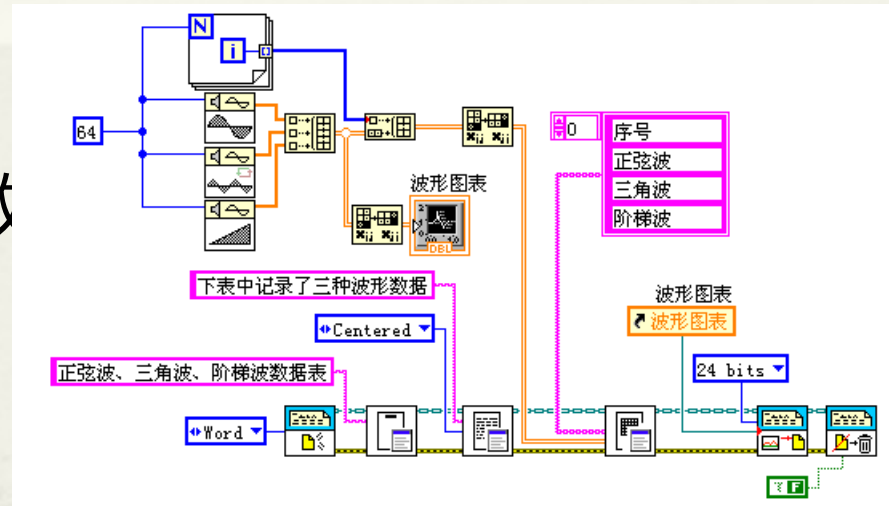 N
i
64
0
序号
正弦波
三角波
阶梯波
波形图表
DBL
下表中记录了三种波形数据
Centered
波形图表
波形图表
正弦波、三角波、阶梯波数据表
24 bits
Word
F